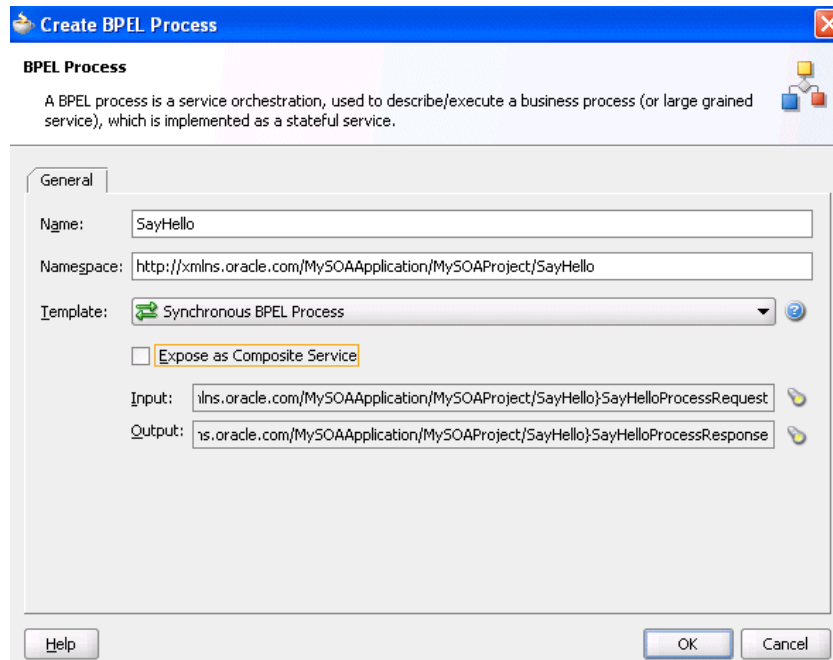 Create BPEL Process
BPEL Process
A BPEL process is a service orchestration, used to describe/execute a business process (or large grained
service), which is implemented as a stateful service.
General
Name: SayHello
Namespace: http://xmlns.oracle.com/MySOAApplication/MySOAProject/SayHello
Template: Synchronous BPEL Process
Expose as Composite Service
Input: lns.oracle.com/MySOAApplication/MySOAProject/SayHello}SayHelloProcessRequest
Output: ns.oracle.com/MySOAApplication/MySOAProject/SayHello}SayHelloProcessResponse
Help OK Cancel